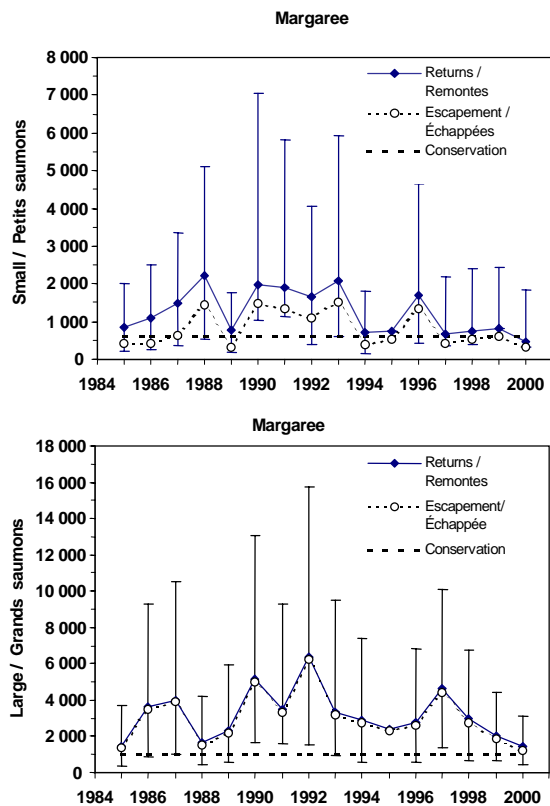 Margaree
8 000
7 000
6 000
5 000
4 000
3 000
2 000
1 000
0
Small / Petits saumons
Returns /
Remontes
Escapement /
Échappées
Conservation
1984 1986 1988 1990 1992 1994 1996 1998 2000
Margaree
18 000
16 000
14 000
12 000
10 000
8 000
6 000
4 000
2 000
0
Large / Grands saumons
Returns /
Remontes
Escapement/
Échappée
Conservation
1984 1986 1988 1990 1992 1994 1996 1998 2000